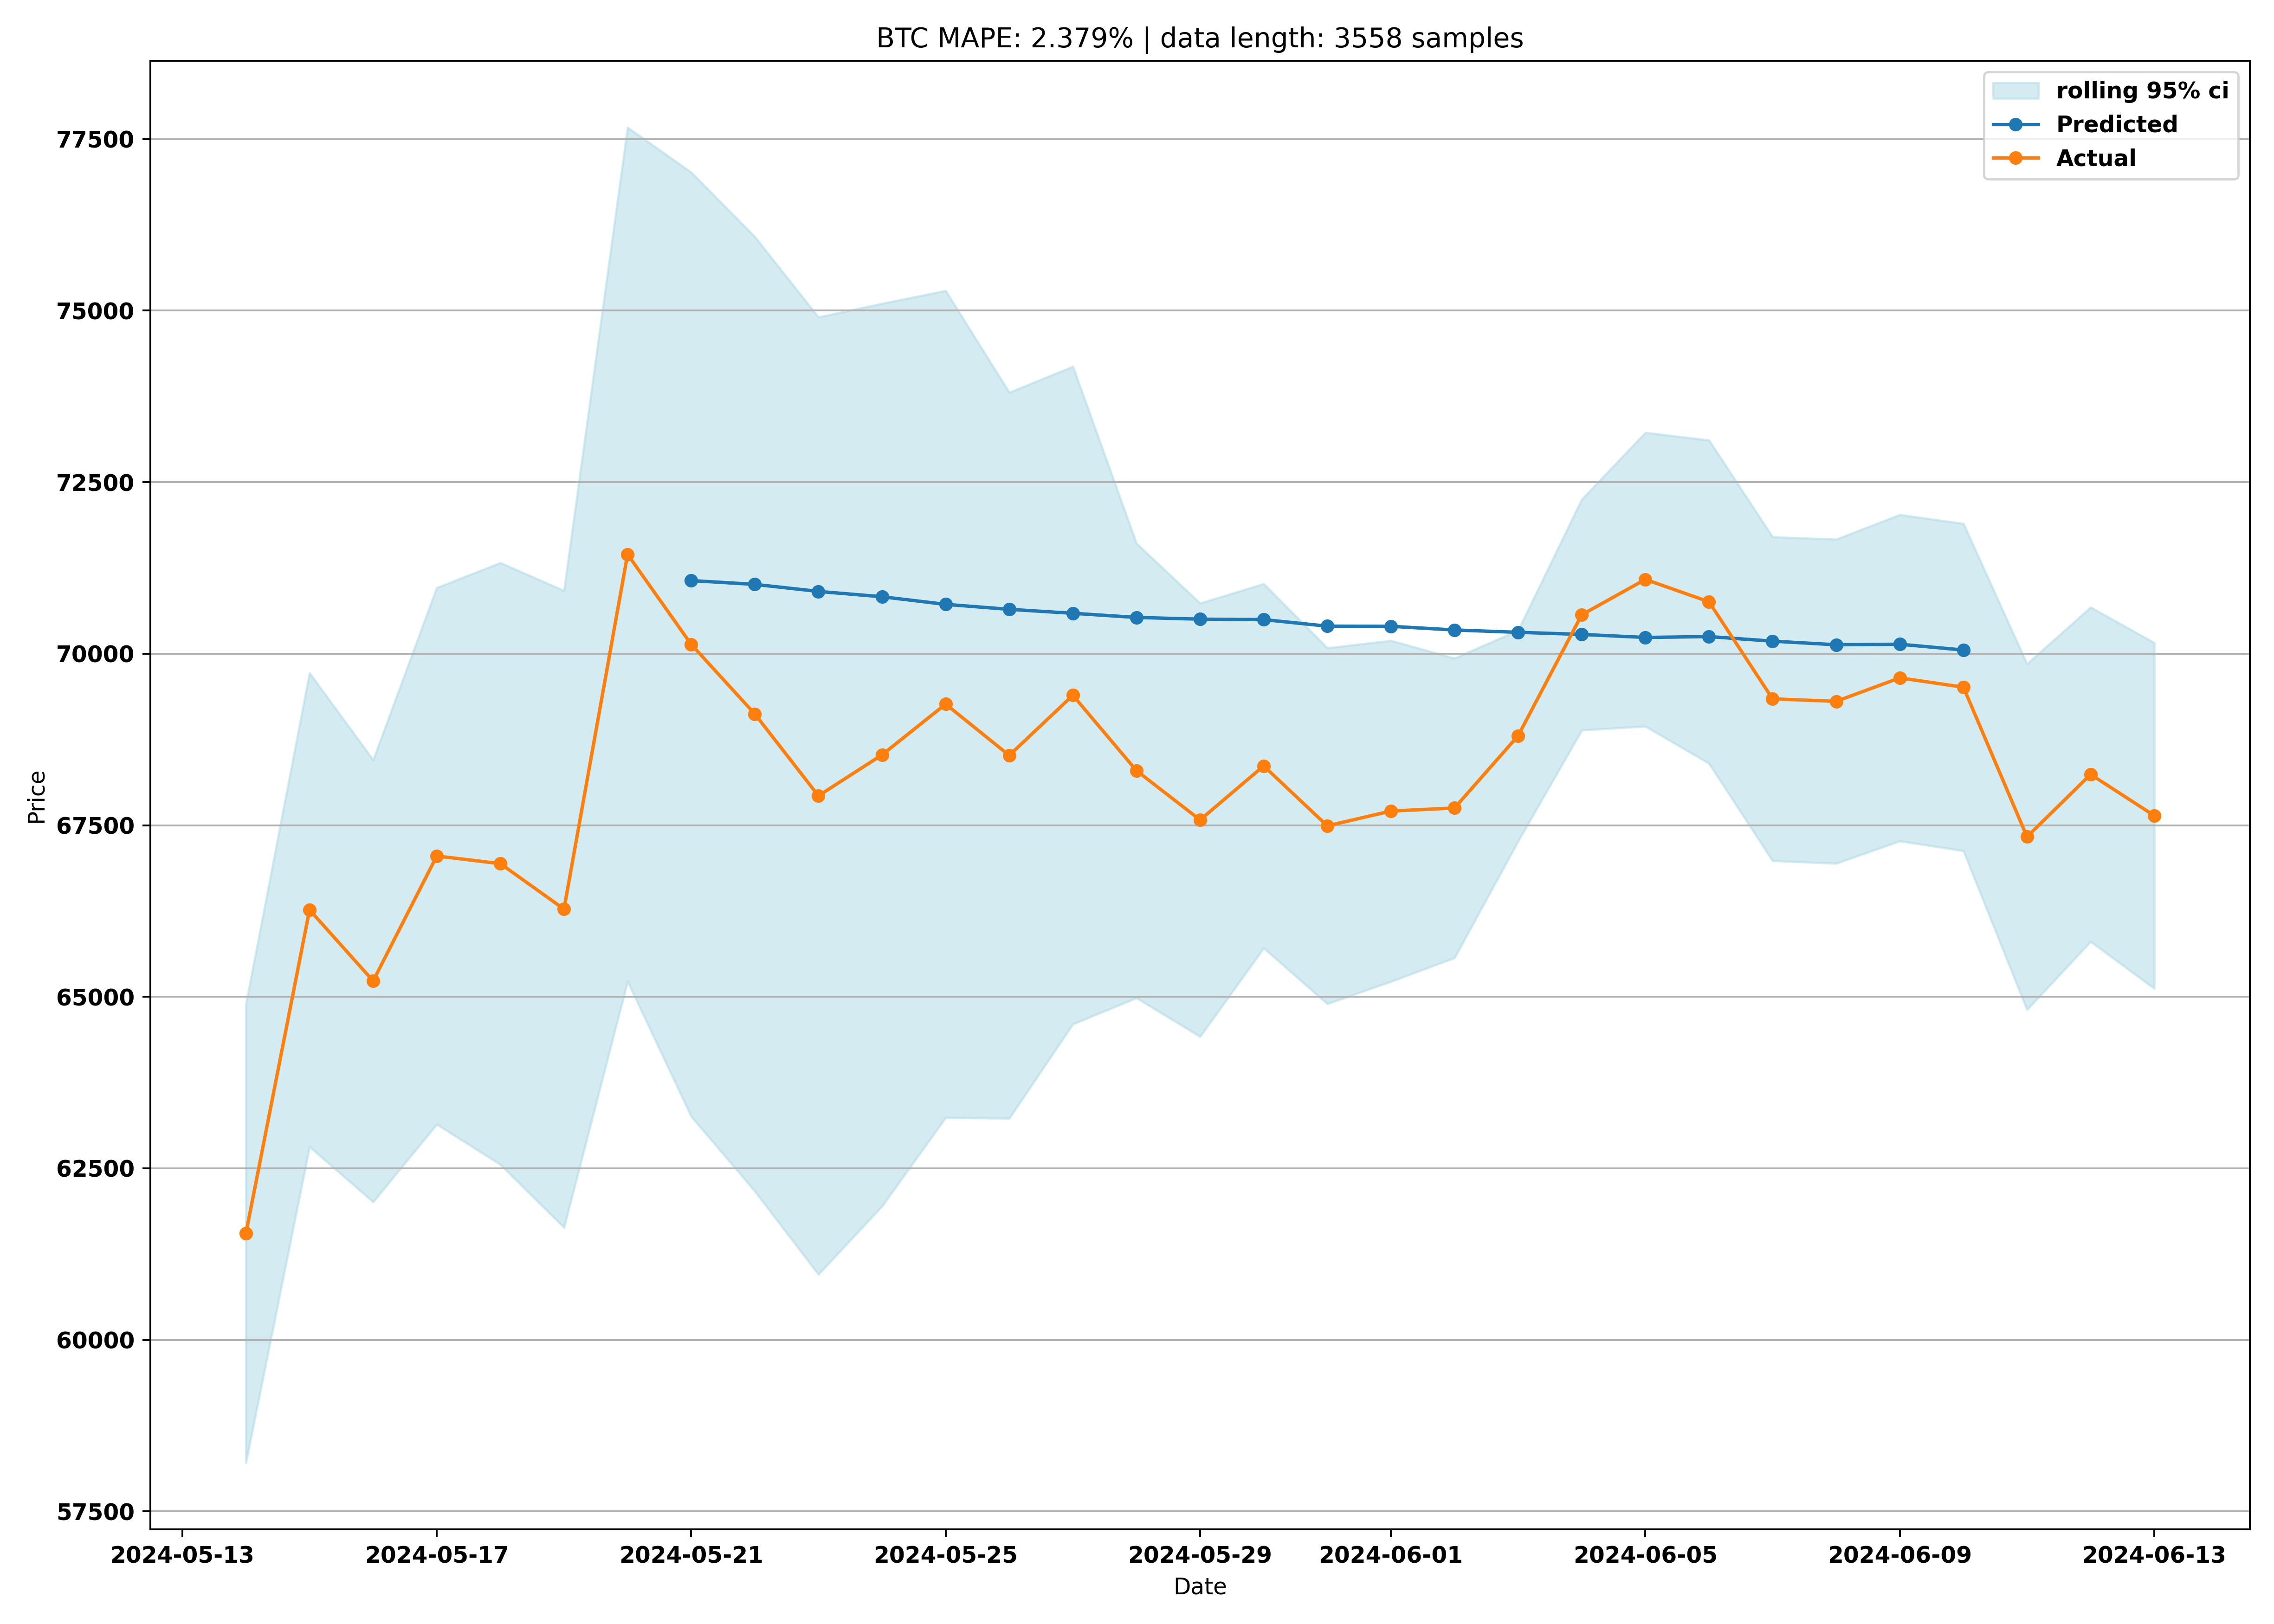 BTC MAPE: 2.379% | data length: 3558 samples
rolling 95% ci
Predicted
Actual
77500
75000
72500
70000
67500
65000
62500
60000
57500
Price
2024-05-13 2024-05-17 2024-05-21 2024-05-25 2024-05-29 2024-06-01 2024-06-05 2024-06-09 2024-06-13
Date